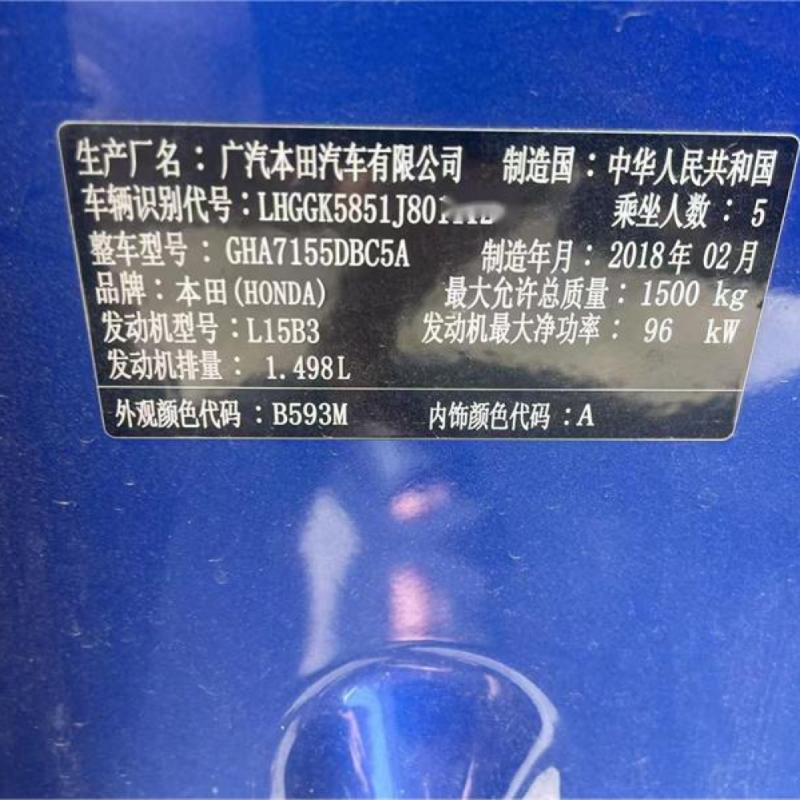 生产厂名：广汽本田汽车有限公司 制造国：中华人民共和国
车辆识别代号：LHGGK5851J801 乘坐人数：5
整车型号：GHA7155DBC5A 制造年月：2018年02月
品牌：本田(HONDA) 最大允许总质量：1500 kg
发动机型号：L15B3 发动机最大净功率：96 kW
发动机排量：1.498L
外观颜色代码：B593M 内饰颜色代码：A